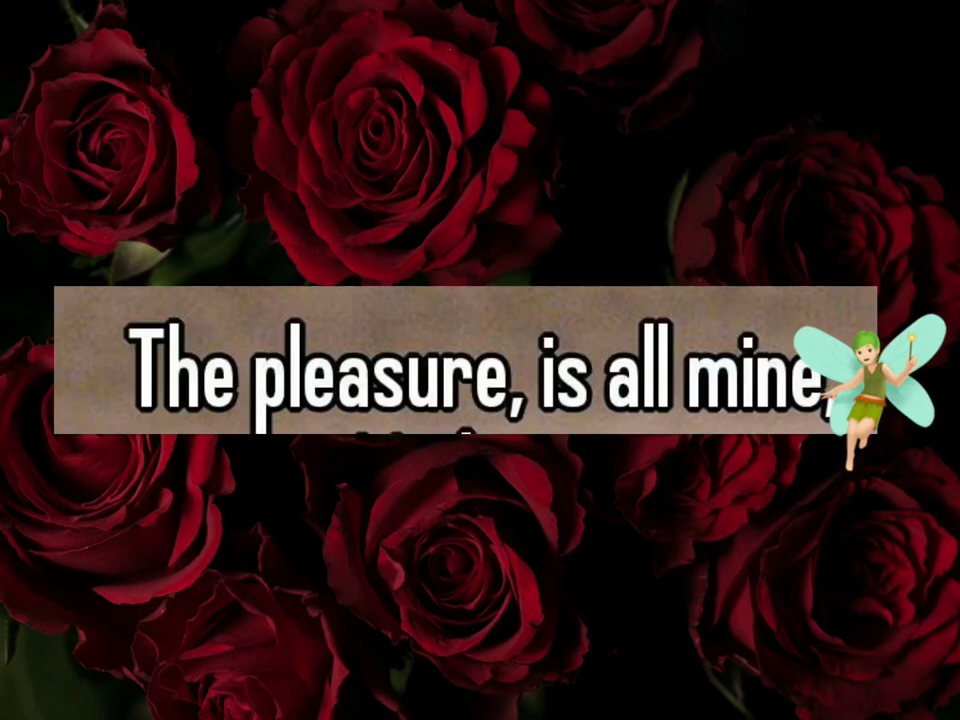 The pleasure, is all mine,